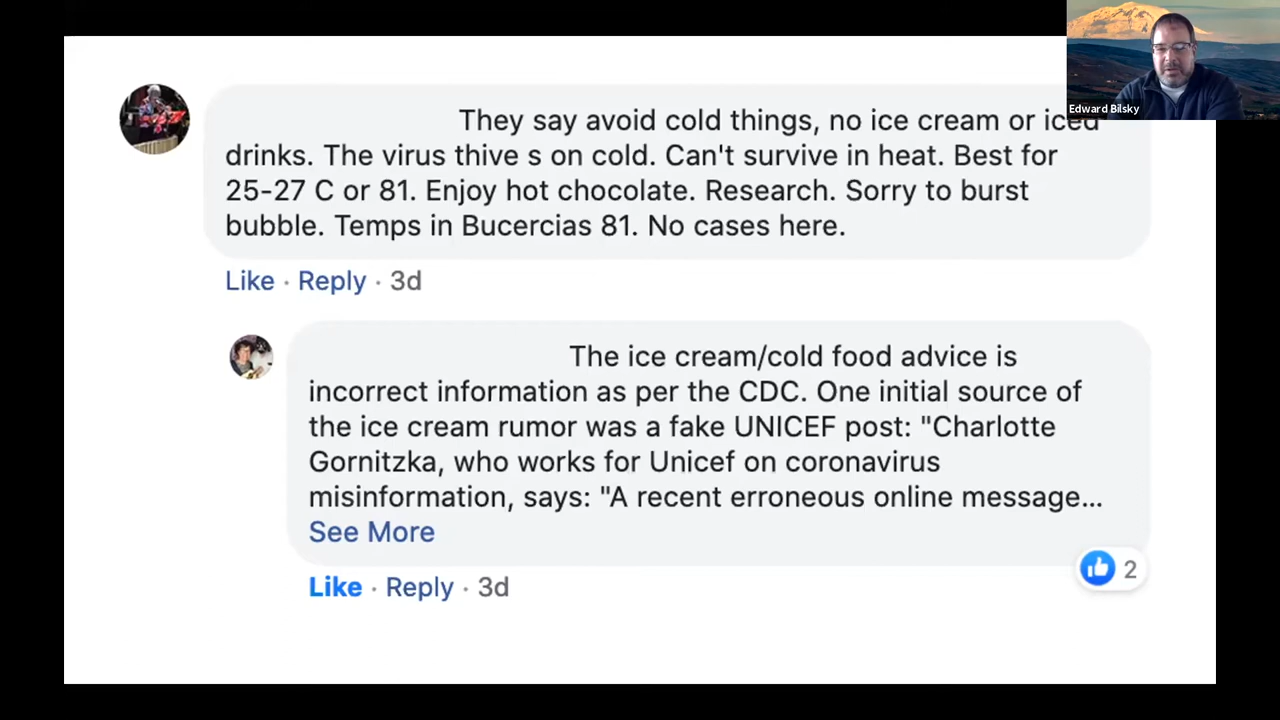 Edward Bilsky
They say avoid cold things, no ice cream or iced
drinks. The virus thive s on cold. Can't survive in heat. Best for
25-27 C or 81. Enjoy hot chocolate. Research. Sorry to burst
bubble. Temps in Bucercias 81. No cases here.
Like · Reply · 3d
The ice cream/cold food advice is
incorrect information as per the CDC. One initial source of
the ice cream rumor was a fake UNICEF post: "Charlotte
Gornitzka, who works for Unicef on coronavirus
misinformation, says: "A recent erroneous online message...
See More
2
Like · Reply · 3d